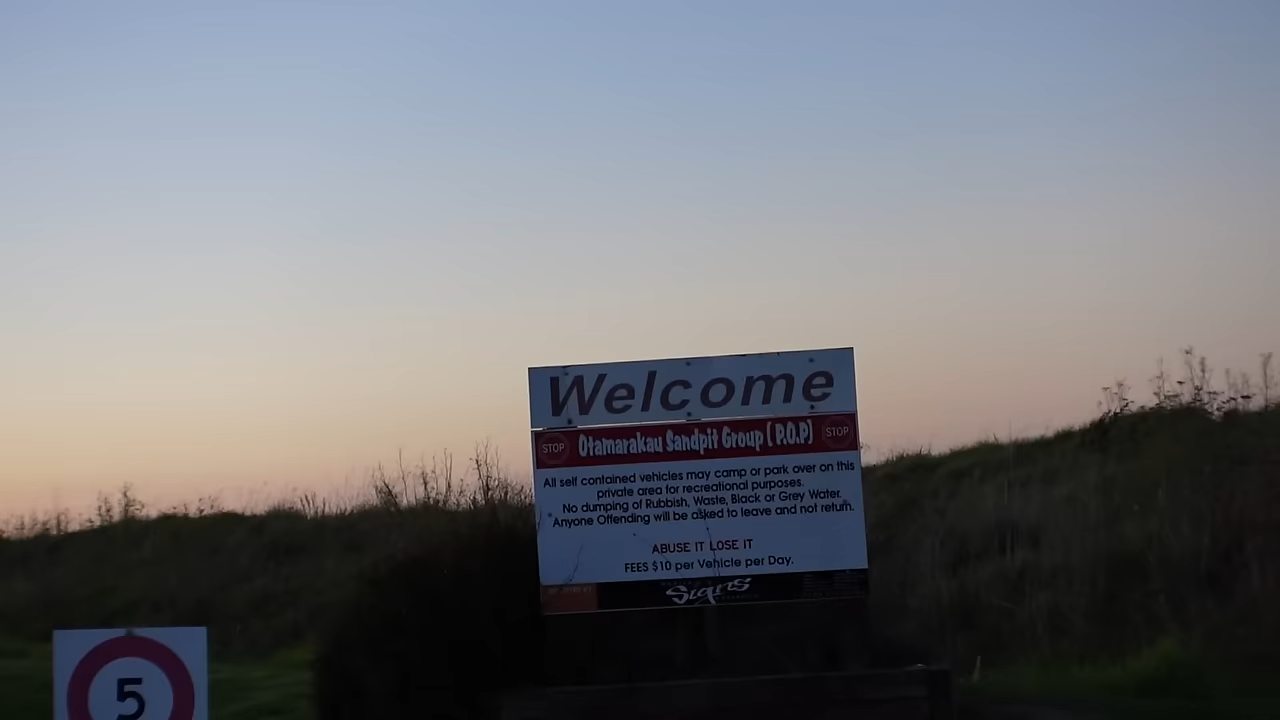 Welcome
STOP Otamarakau Sandpit Group ( P.O.P) STOP
All self contained vehicles may camp or park over on this
private area for recreational purposes.
No dumping of Rubbish, Waste, Black or Grey Water.
Anyone Offending will be asked to leave and not return.
ABUSE IT LOSE IT
FEES $10 per Vehicle per Day.
Signs
5